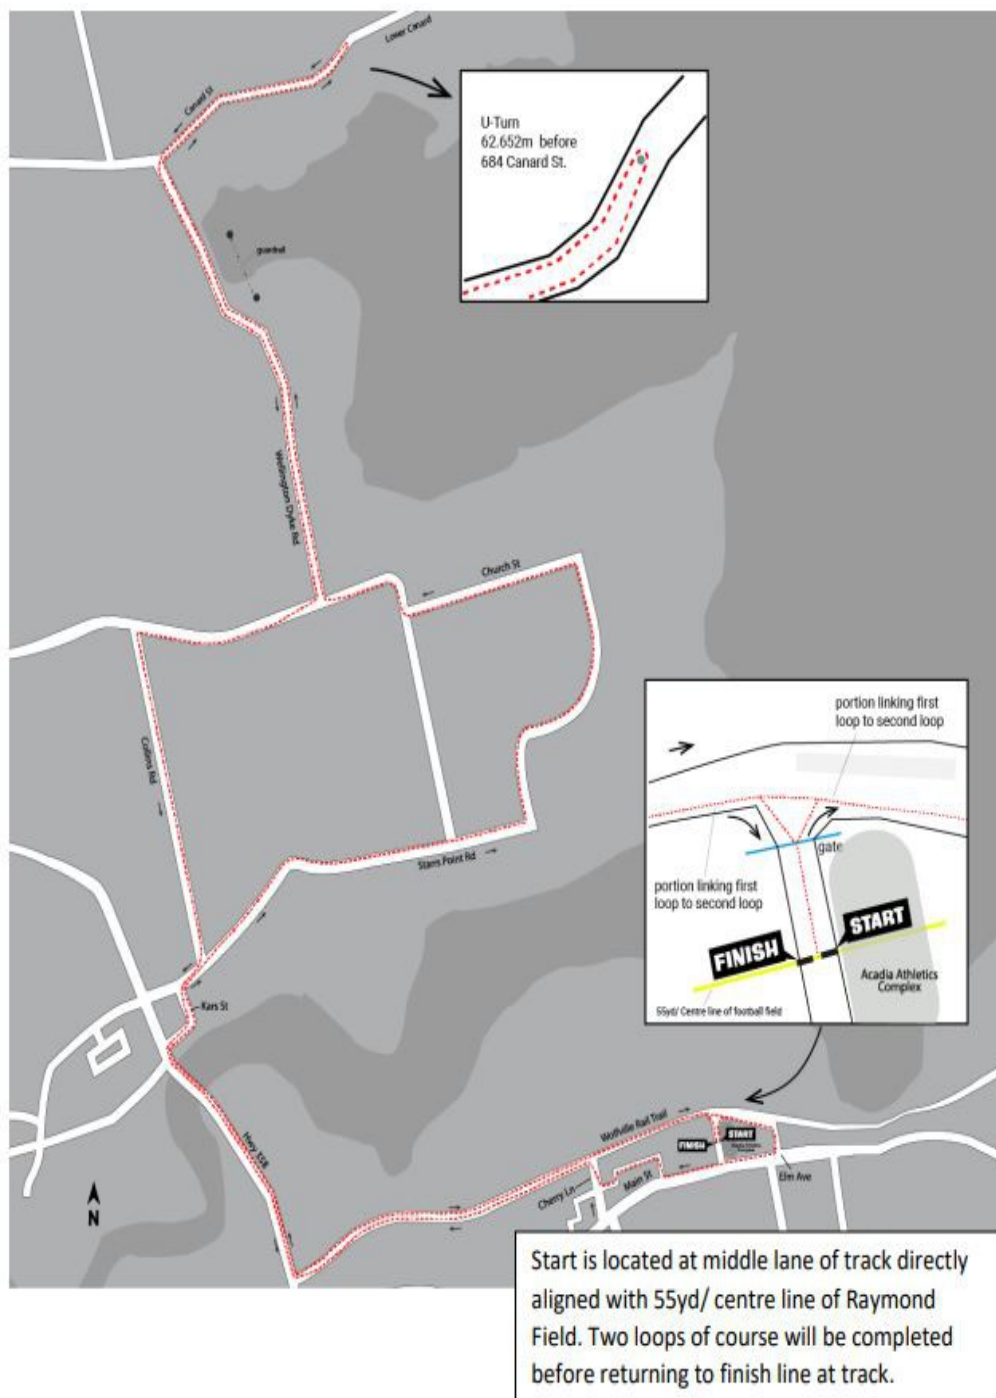 Lower Canard
Canard St
U-Turn
62.652m before
684 Canard St.
guardrail
Wellington Dyke Rd
Church St
Collins Rd
Starrs Point Rd
portion linking first
loop to second loop
gate
portion linking first
loop to second loop
START
FINISH
Acadia Athletics
Complex
55yd/ Centre line of football field
Kars St
Hwy 358
N
Wolfville Rail Trail
START
FINISH
Acadia Athletics
Complex
Cherry Ln
Main St
Elm Ave
Start is located at middle lane of track directly
aligned with 55yd/ centre line of Raymond
Field. Two loops of course will be completed
before returning to finish line at track.